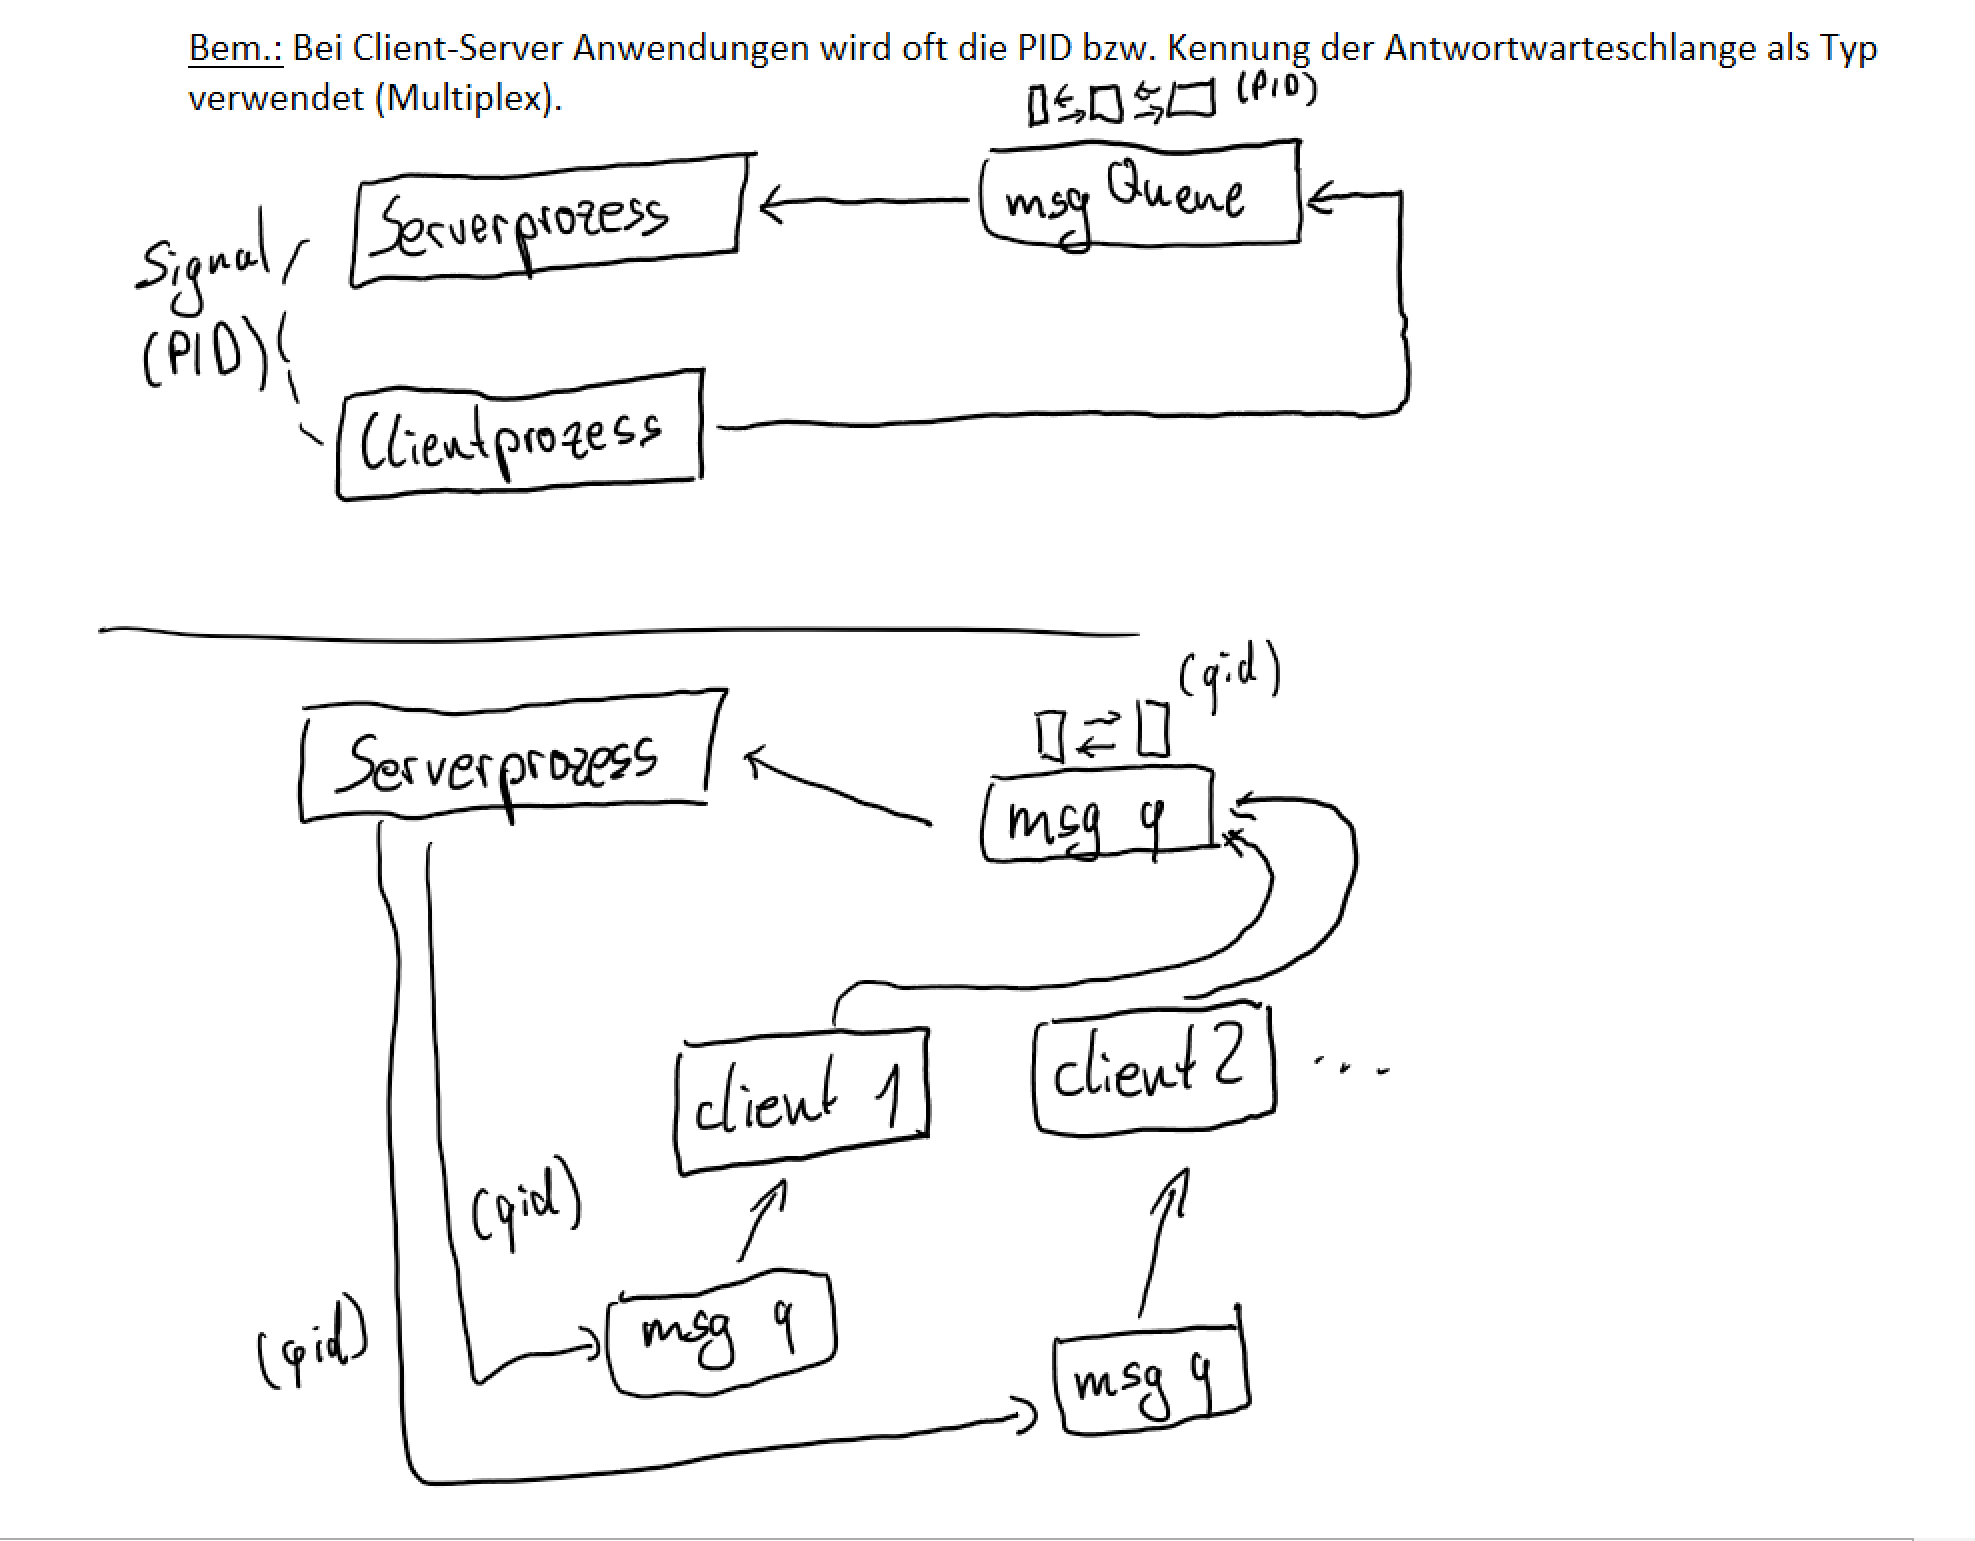 Bem.: Bei Client-Server Anwendungen wird oft die PID bzw. Kennung der Antwortwarteschlange als Typ
verwendet (Multiplex).
(PID)
Serverprozess
msg Queue
Signal
(PID)
Clientprozess
(qid)
Serverprozess
msg q
client 1
client 2
...
(qid)
(qid)
msg q
msg q